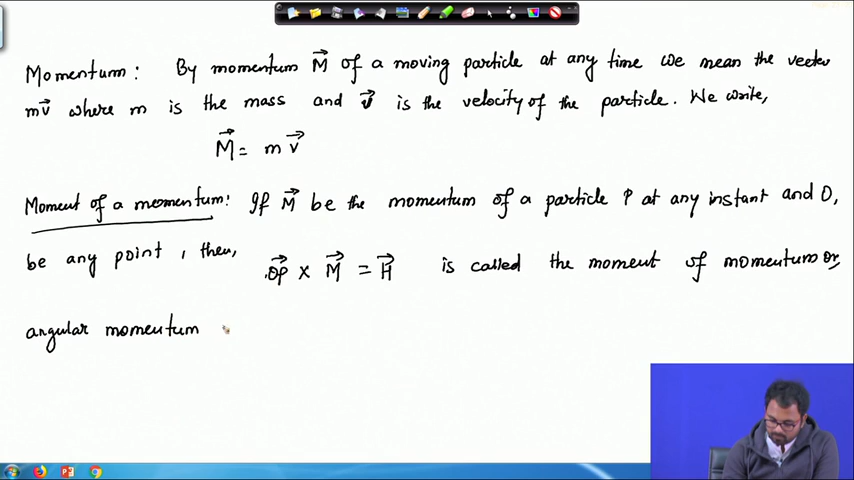 Momentum: By momentum M⃗ of a moving particle at any time we mean the vector
mv⃗ where m is the mass and v⃗ is the velocity of the particle. We write,
M⃗ = m v⃗
Moment of a momentum: If M⃗ be the momentum of a particle P at any instant and O,
be any point, then,
OP⃗ × M⃗ = H⃗ is called the moment of momentum or,
angular momentum